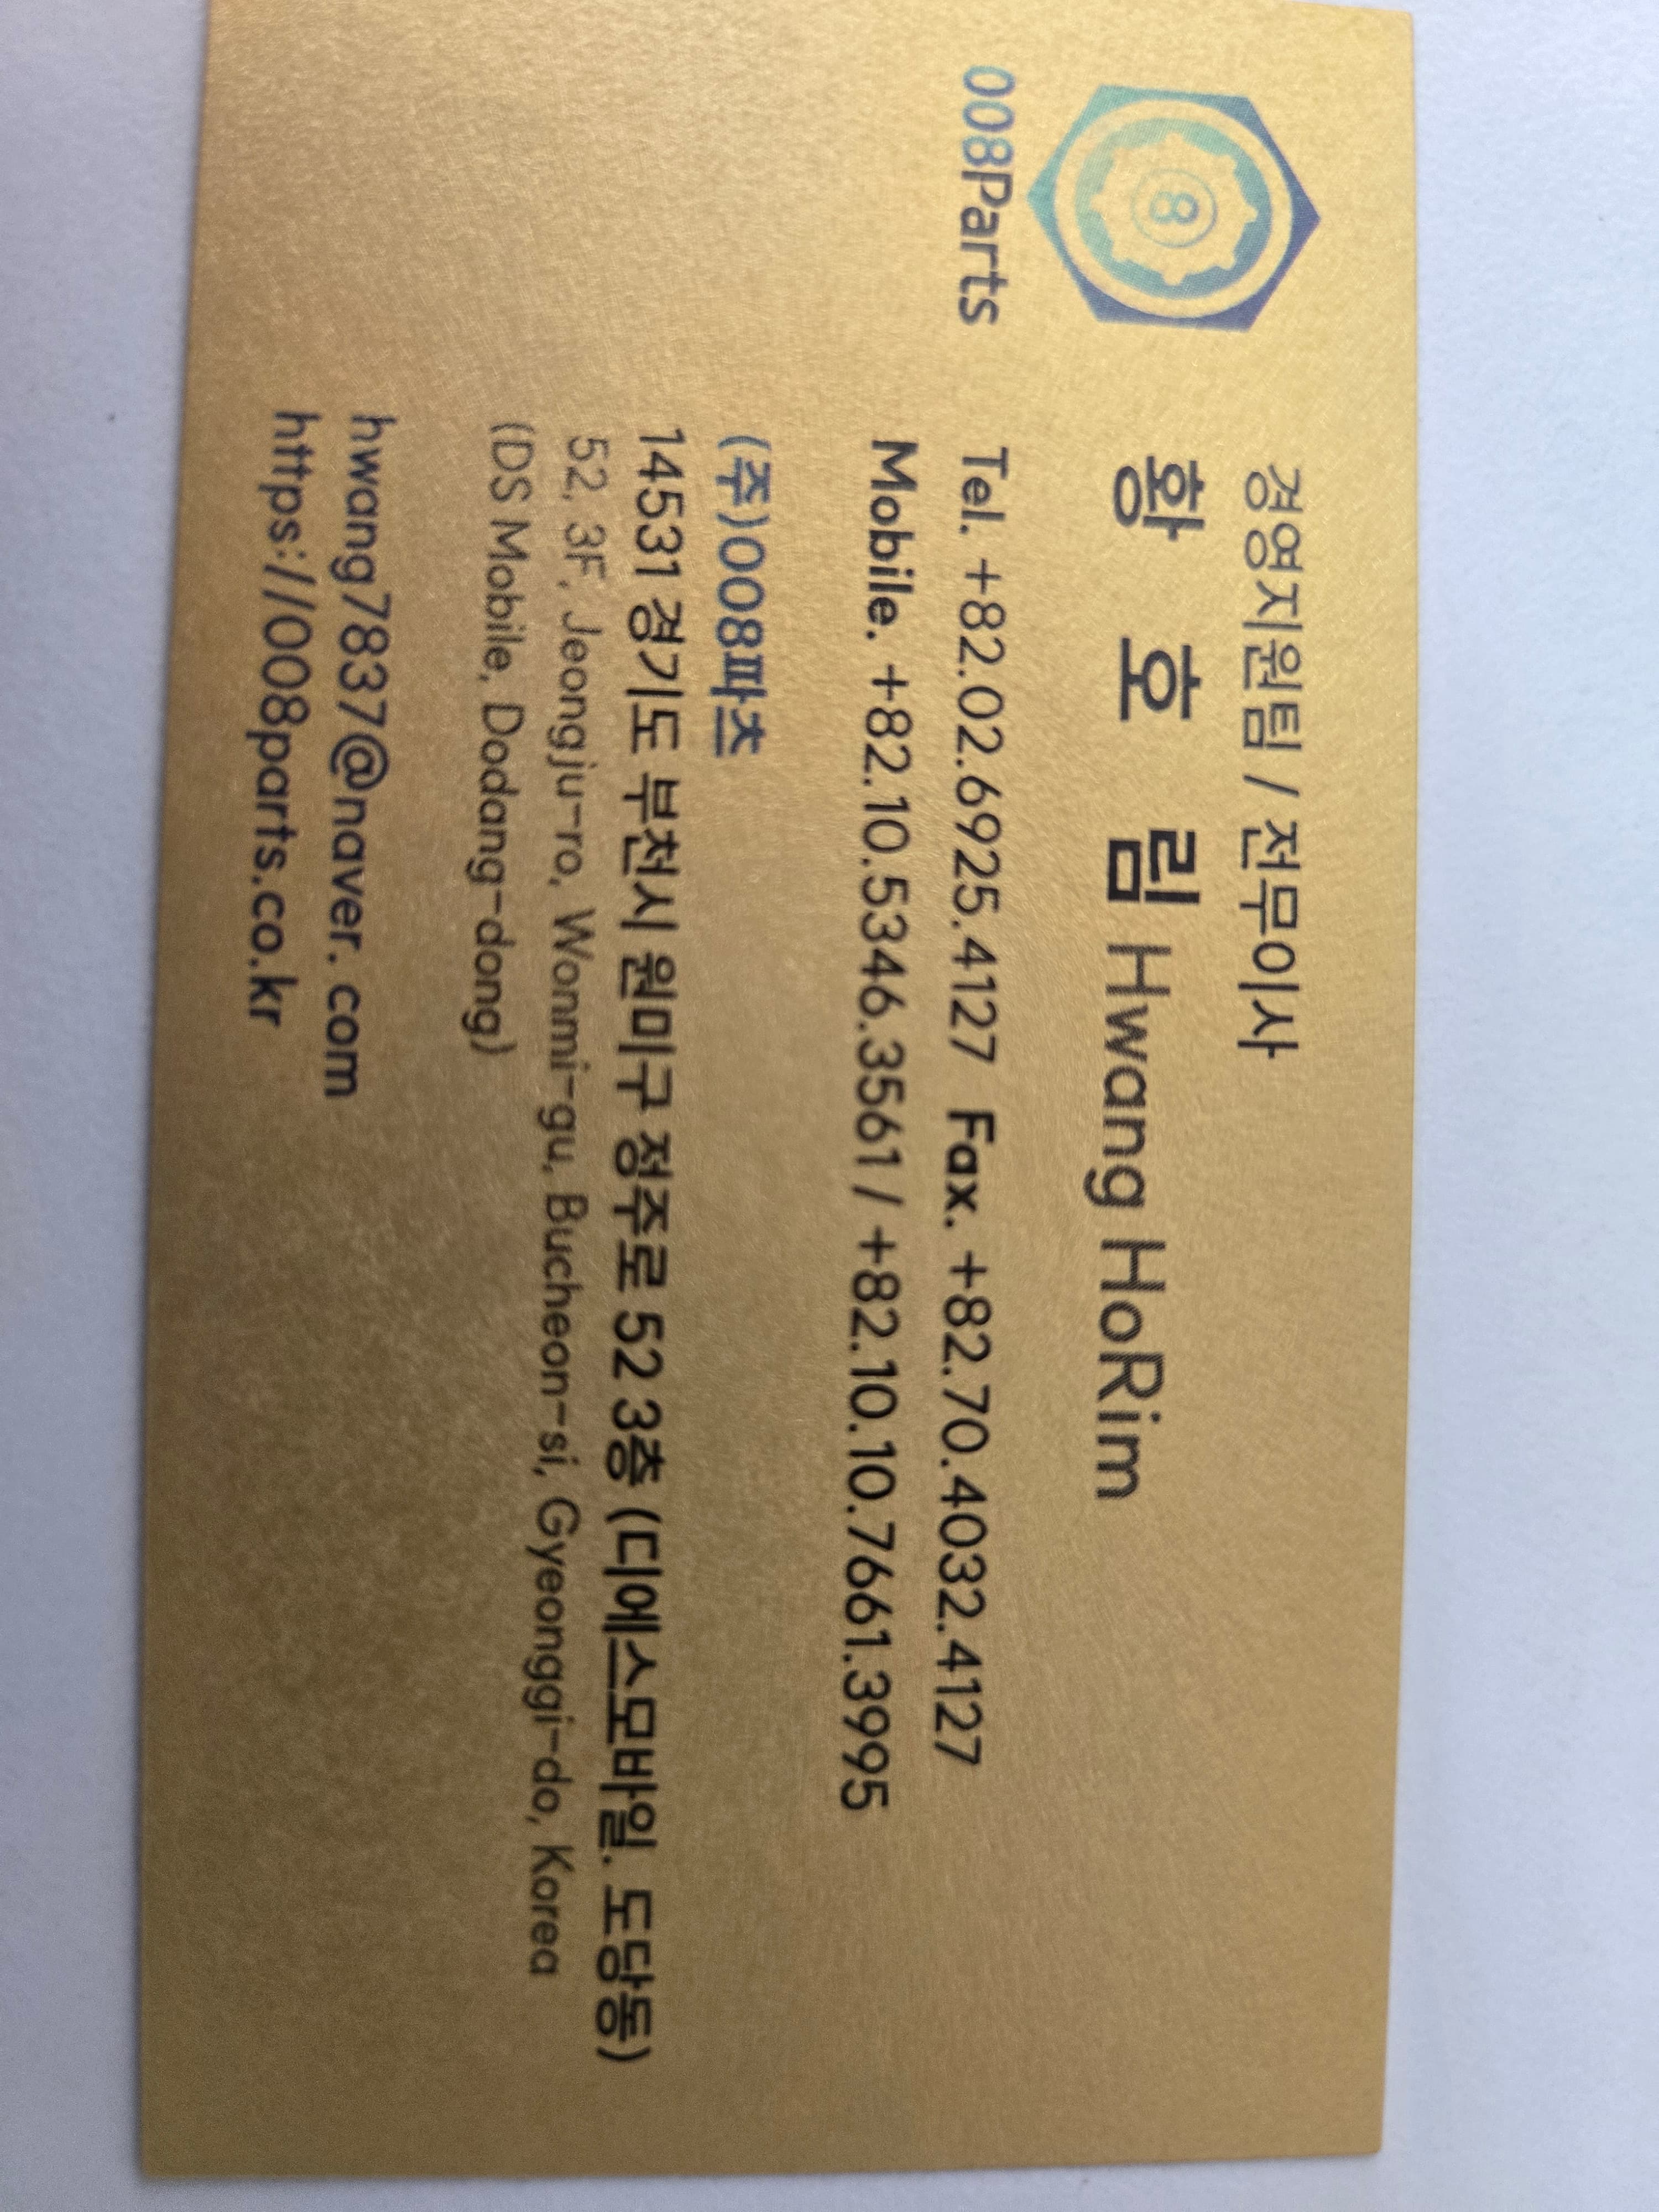 8
008Parts
경영지원팀 / 전무이사
황 호 림 Hwang HoRim
Tel. +82.02.6925.4127 Fax. +82.70.4032.4127
Mobile. +82.10.5346.3561 / +82.10.10.7661.3995
(주)008파츠
14531 경기도 부천시 원미구 정주로 52 3층 (디에스모바일. 도당동)
52, 3F, Jeongju-ro, Wonmi-gu, Bucheon-si, Gyeonggi-do, Korea
(DS Mobile, Dodang-dong)
hwang7837@naver. com
https://008parts.co.kr